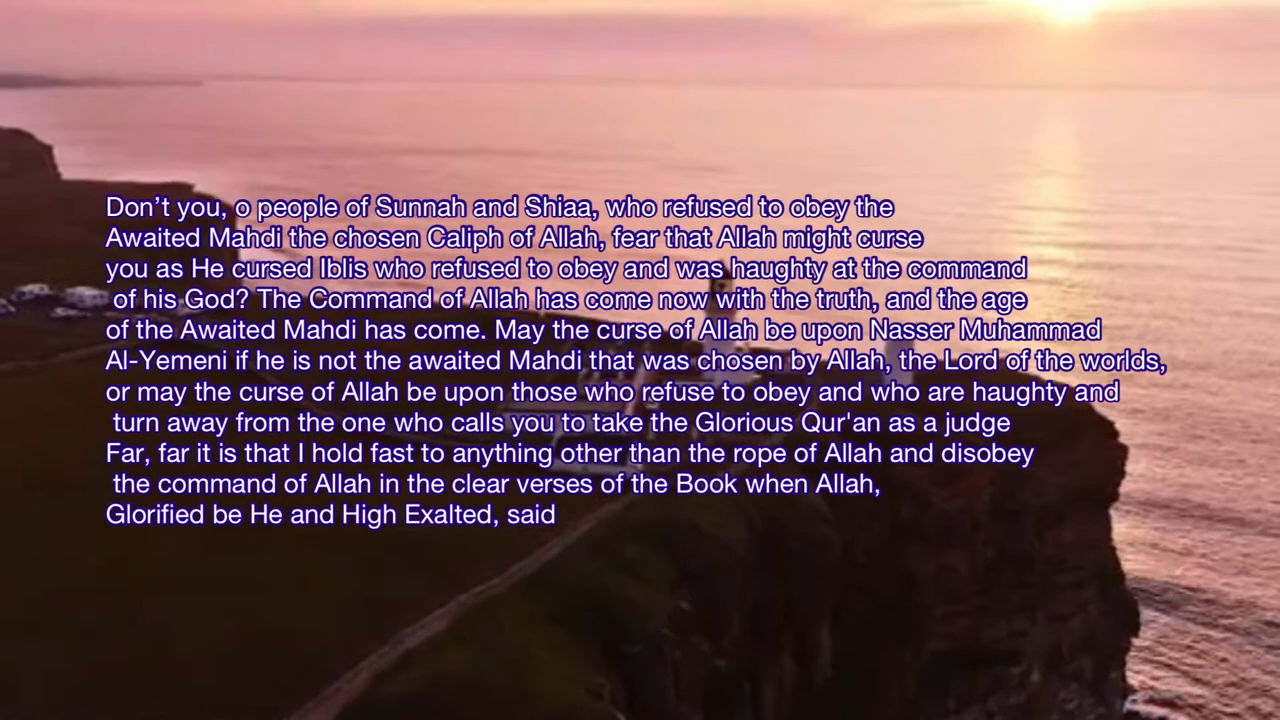 Don’t you, o people of Sunnah and Shiaa, who refused to obey the
Awaited Mahdi the chosen Caliph of Allah, fear that Allah might curse
you as He cursed Iblis who refused to obey and was haughty at the command
of his God? The Command of Allah has come now with the truth, and the age
of the Awaited Mahdi has come. May the curse of Allah be upon Nasser Muhammad
Al-Yemeni if he is not the awaited Mahdi that was chosen by Allah, the Lord of the worlds,
or may the curse of Allah be upon those who refuse to obey and who are haughty and
turn away from the one who calls you to take the Glorious Qur'an as a judge
Far, far it is that I hold fast to anything other than the rope of Allah and disobey
the command of Allah in the clear verses of the Book when Allah,
Glorified be He and High Exalted, said